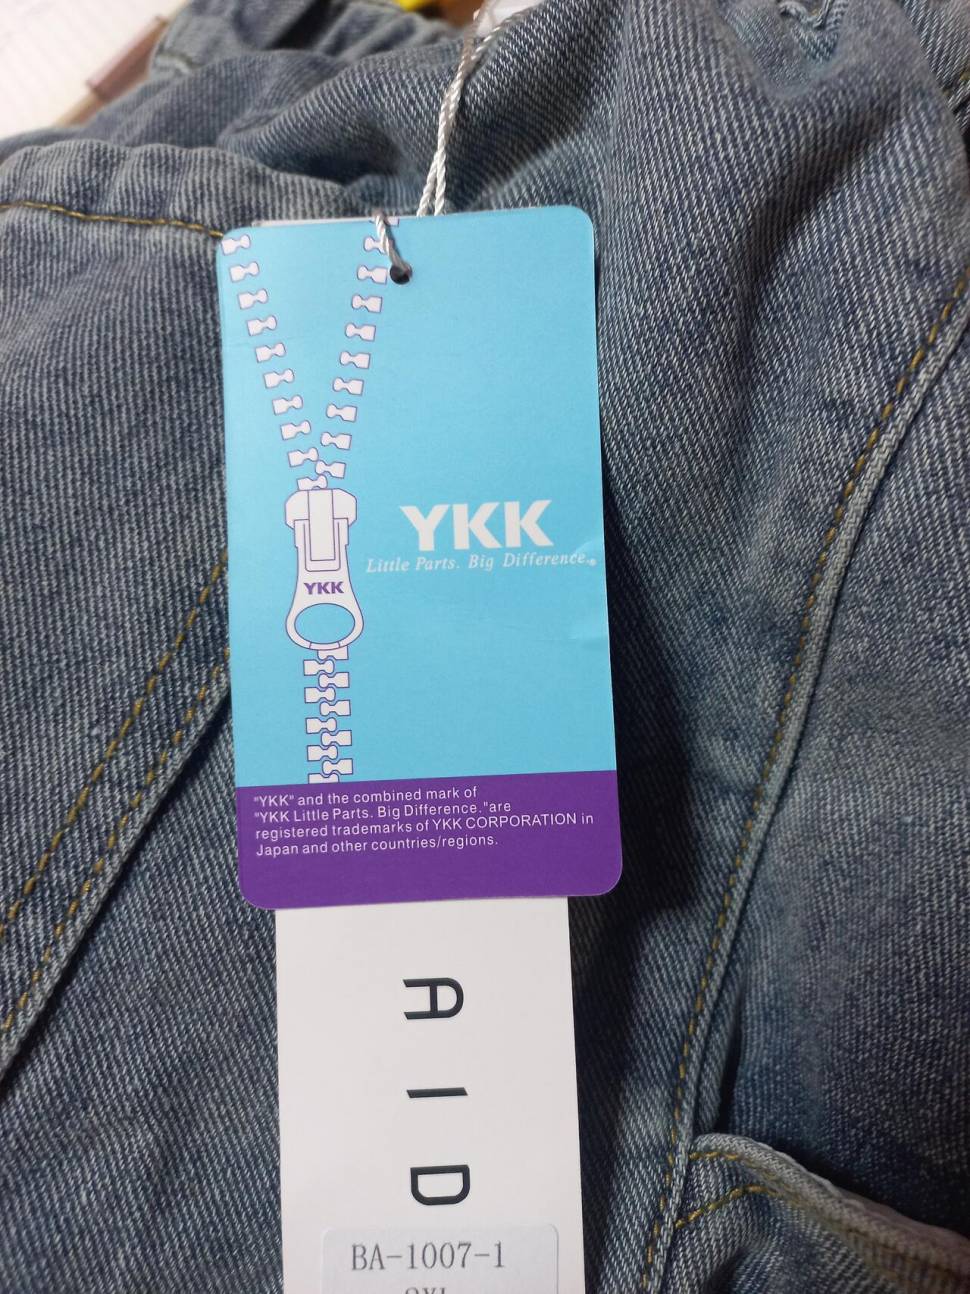 YKK
Little Parts. Big Difference.®
YKK
"YKK" and the combined mark of
"YKK Little Parts. Big Difference."are
registered trademarks of YKK CORPORATION in
Japan and other countries/regions.
AID
BA-1007-1